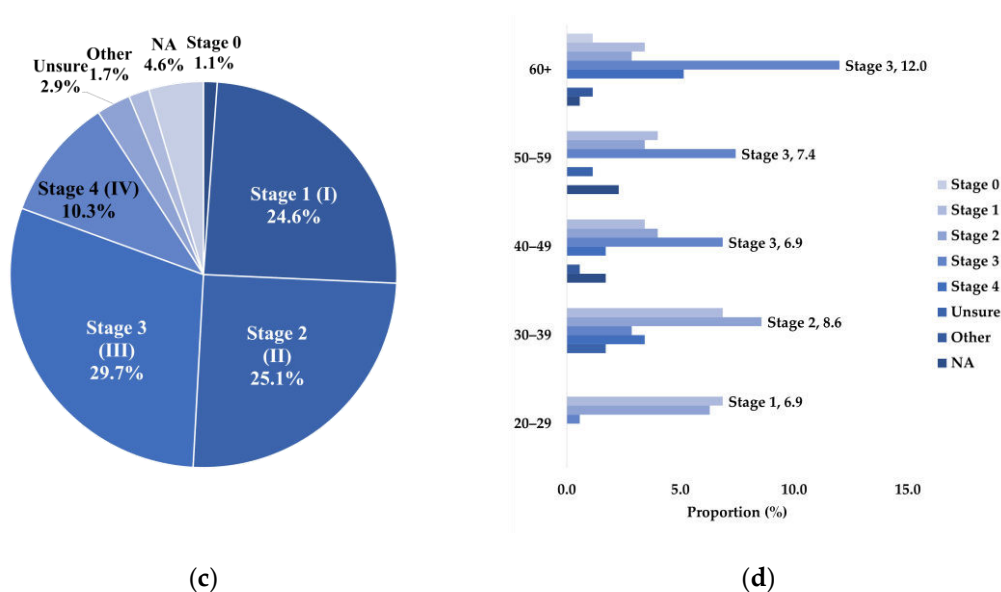 Stage 0
1.1%
NA
4.6%
Other
1.7%
Unsure
2.9%
Stage 4 (IV)
10.3%
Stage 1 (I)
24.6%
Stage 3
(III)
29.7%
Stage 2
(II)
25.1%
(c)
60+
Stage 3, 12.0
50–59
Stage 3, 7.4
40–49
Stage 3, 6.9
30–39
Stage 2, 8.6
20–29
Stage 1, 6.9
0.0 5.0 10.0 15.0
Proportion (%)
Stage 0
Stage 1
Stage 2
Stage 3
Stage 4
Unsure
Other
NA
(d)